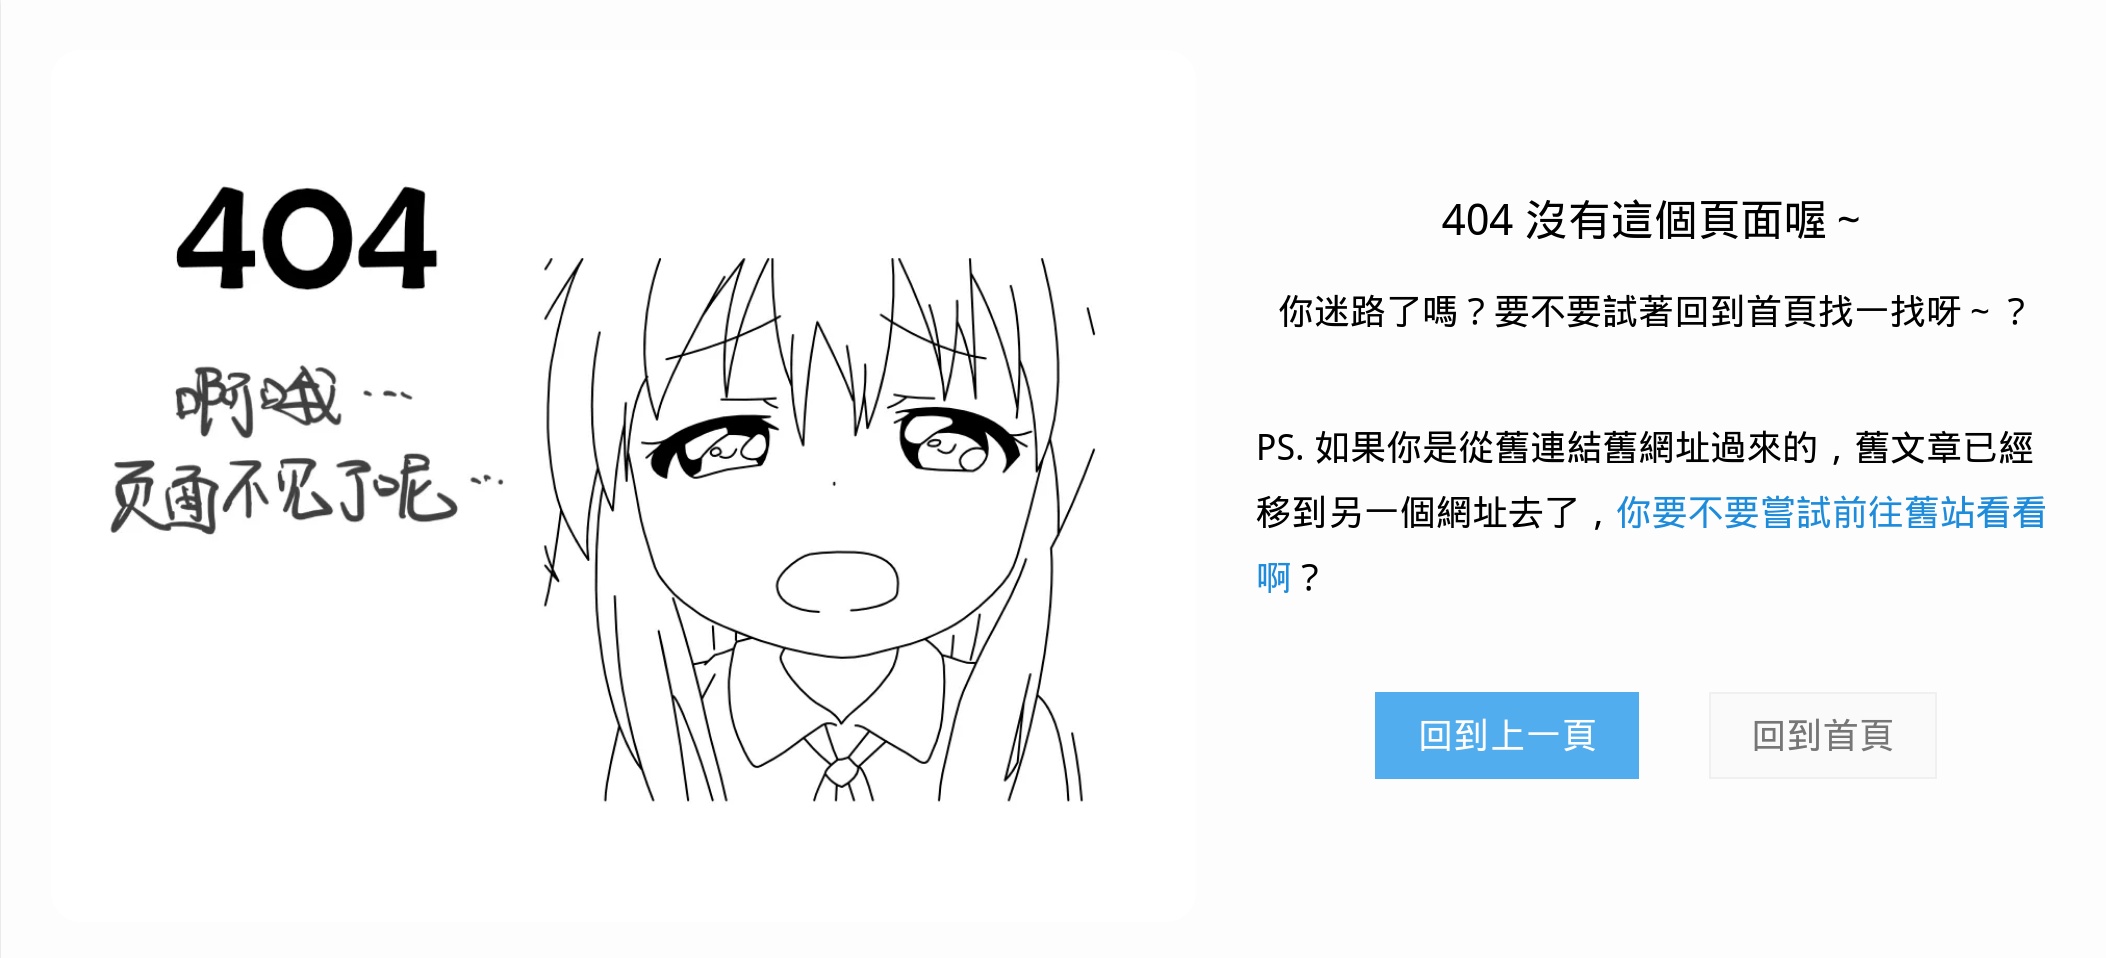 404
啊哦…
页面不见了呢…
404 沒有這個頁面喔 ~
你迷路了嗎？要不要試著回到首頁找一找呀 ~ ？
PS. 如果你是從舊連結舊網址過來的，舊文章已經
移到另一個網址去了，你要不要嘗試前往舊站看看
啊？
回到上一頁
回到首頁